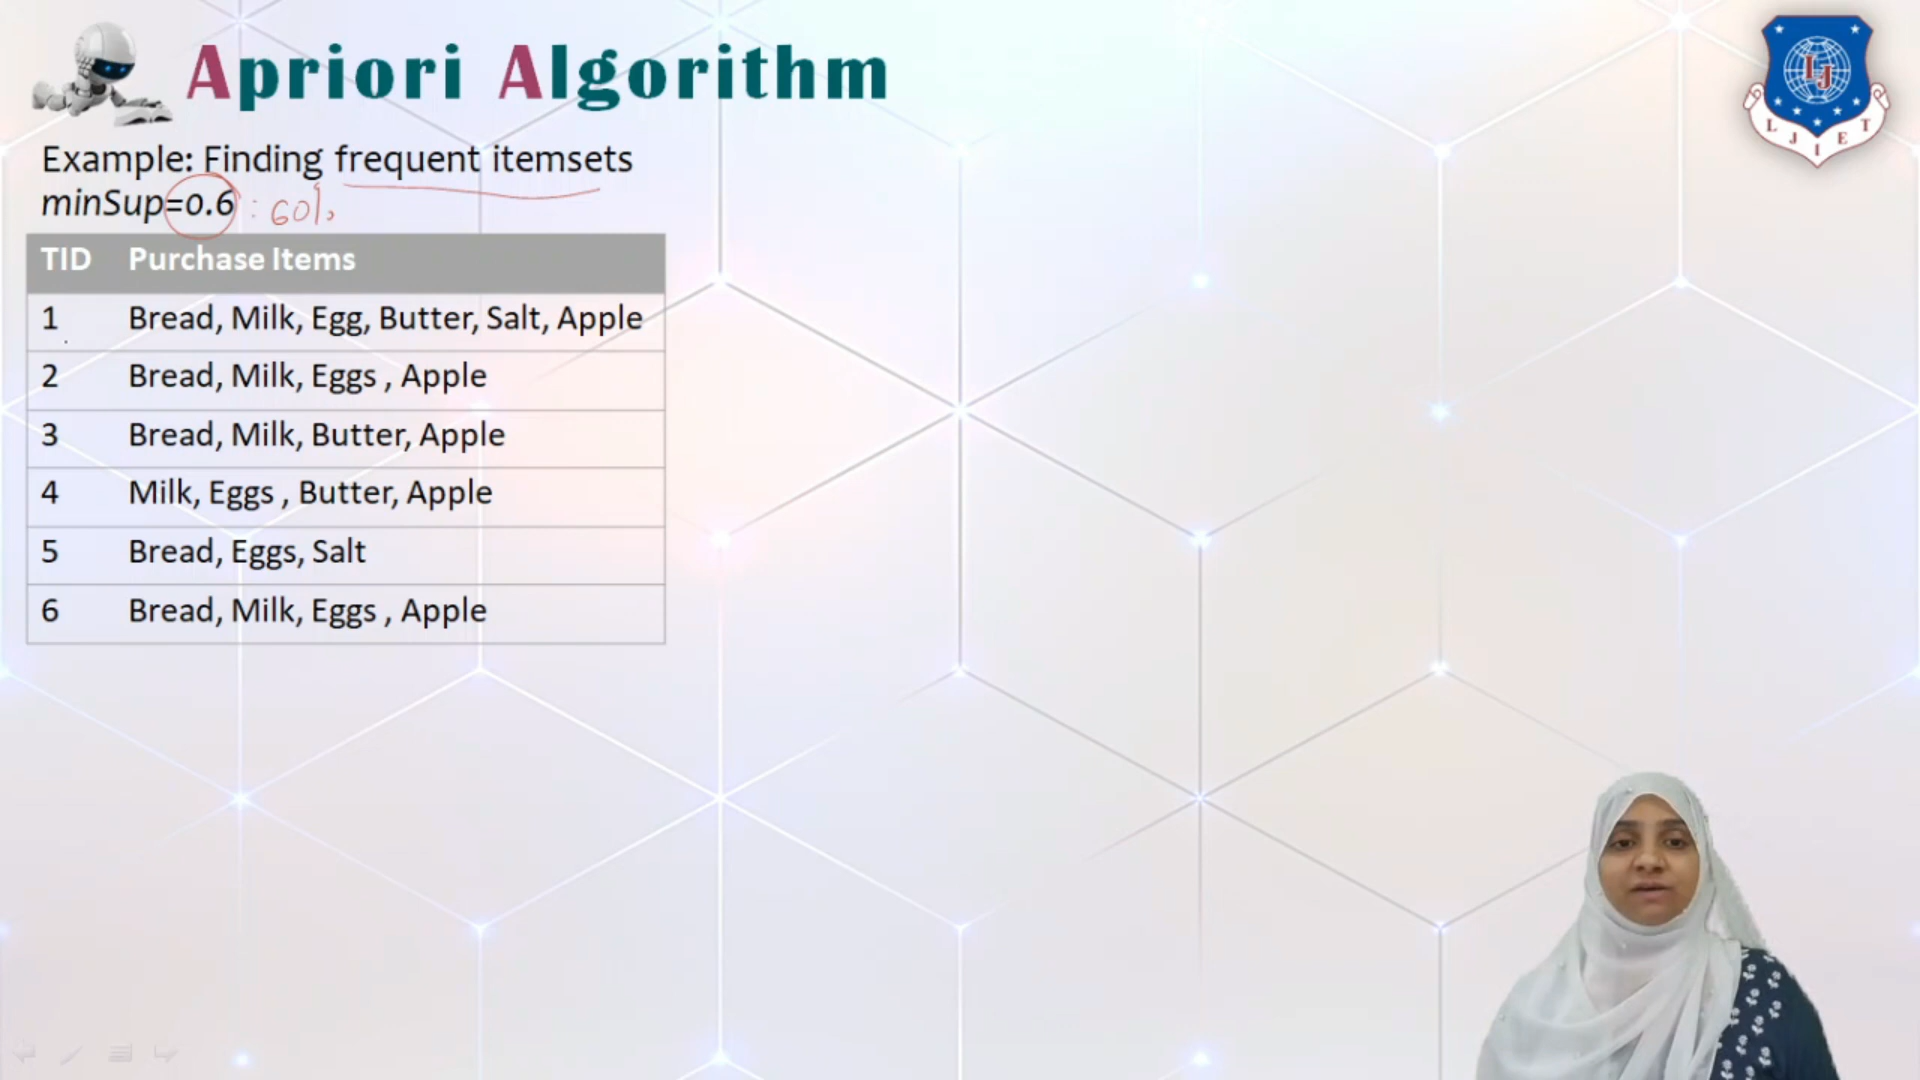 Apriori Algorithm
Example: Finding frequent itemsets
minSup=0.6 : 60%
TID Purchase Items
1 Bread, Milk, Egg, Butter, Salt, Apple
2 Bread, Milk, Eggs , Apple
3 Bread, Milk, Butter, Apple
4 Milk, Eggs , Butter, Apple
5 Bread, Eggs, Salt
6 Bread, Milk, Eggs , Apple
LJ
L J I E T